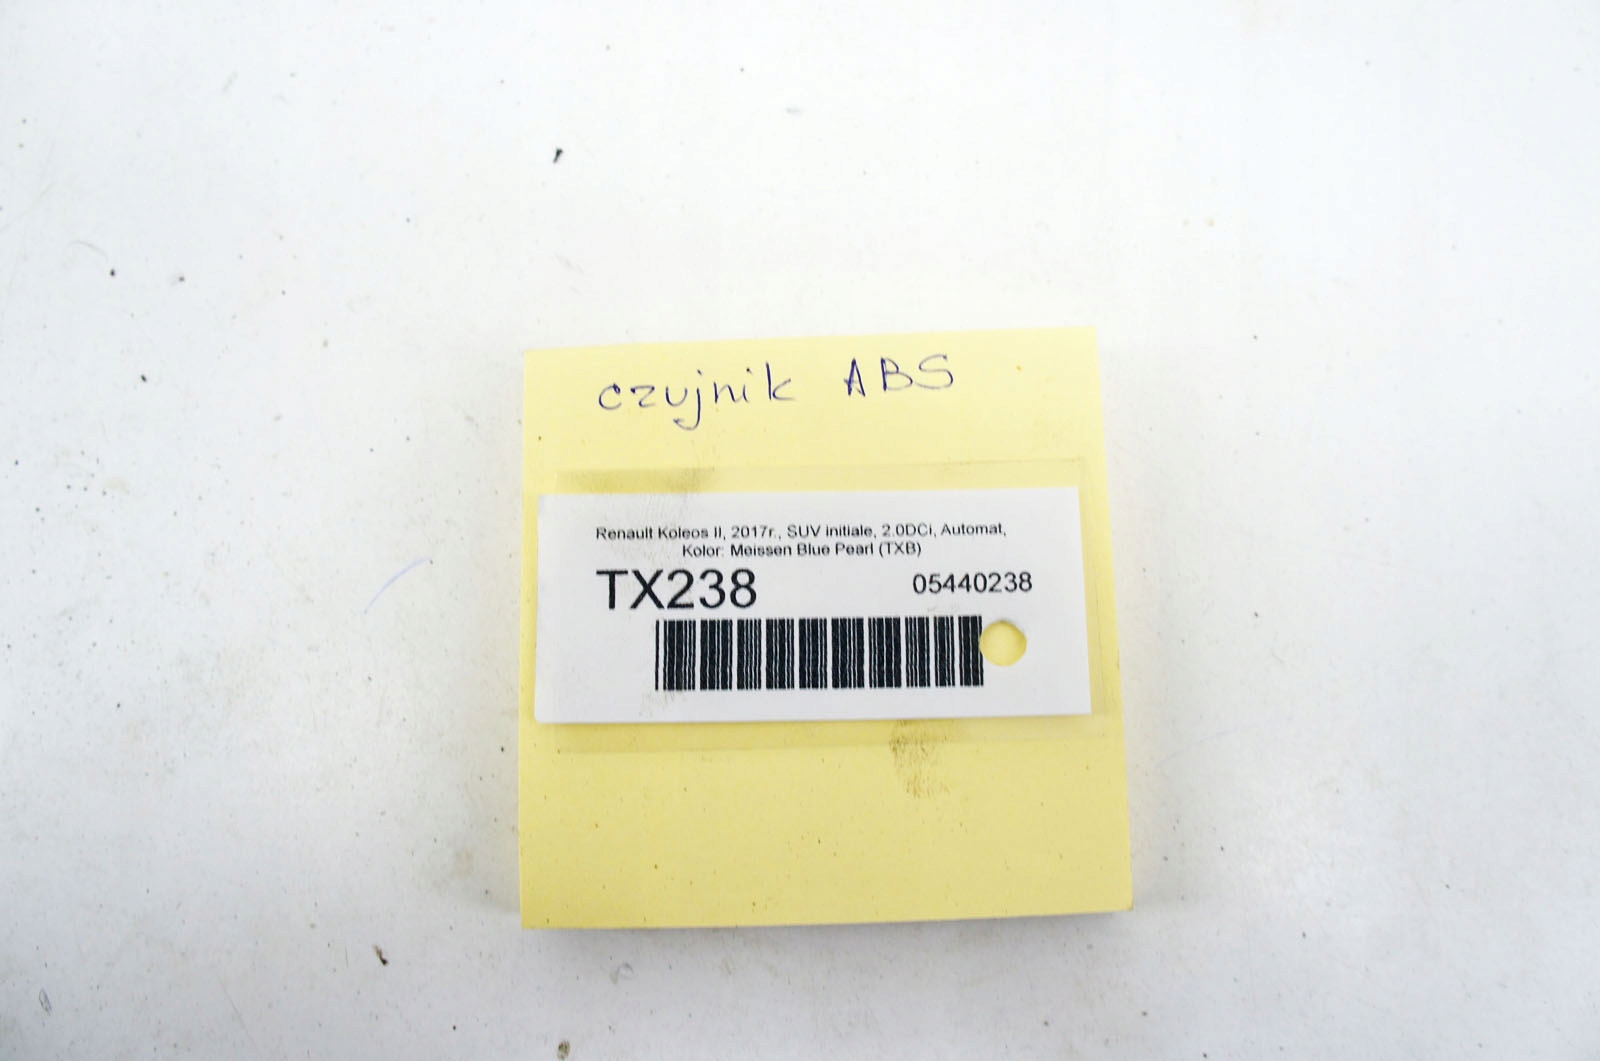 czujnik ABS
Renault Koleos II, 2017r., SUV initiale, 2.0DCi, Automat,
Kolor: Meissen Blue Pearl (TXB)
TX238 05440238